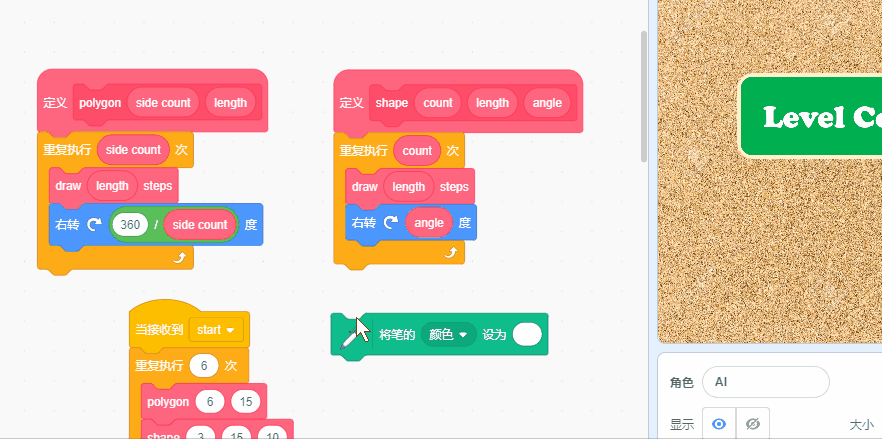 定义 polygon side count length
重复执行 side count 次
draw length steps
右转 360 / side count 度
定义 shape count length angle
重复执行 count 次
draw length steps
右转 angle 度
当接收到 start
重复执行 6 次
polygon 6 15
shape 3 15 10
将笔的 颜色 设为
Level Co
角色 AI
显示 大小